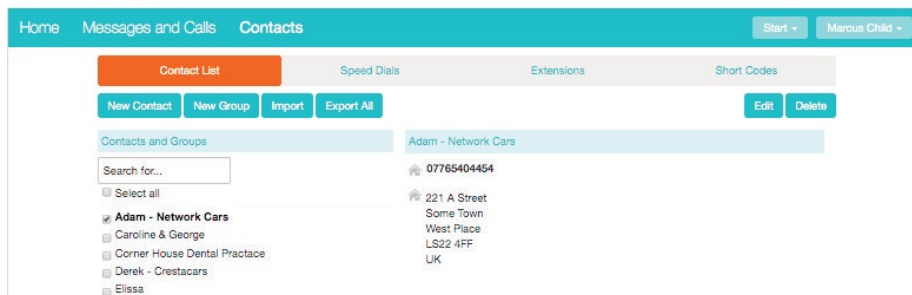 Home Messages and Calls Contacts Start Marcus Child
Contact List Speed Dials Extensions Short Codes
New Contact New Group Import Export All Edit Delete
Contacts and Groups
Search for...
Select all
Adam - Network Cars
Caroline & George
Corner House Dental Practace
Derek - Crestacars
Elissa
Adam - Network Cars
07765404454
221 A Street
Some Town
West Place
LS22 4FF
UK